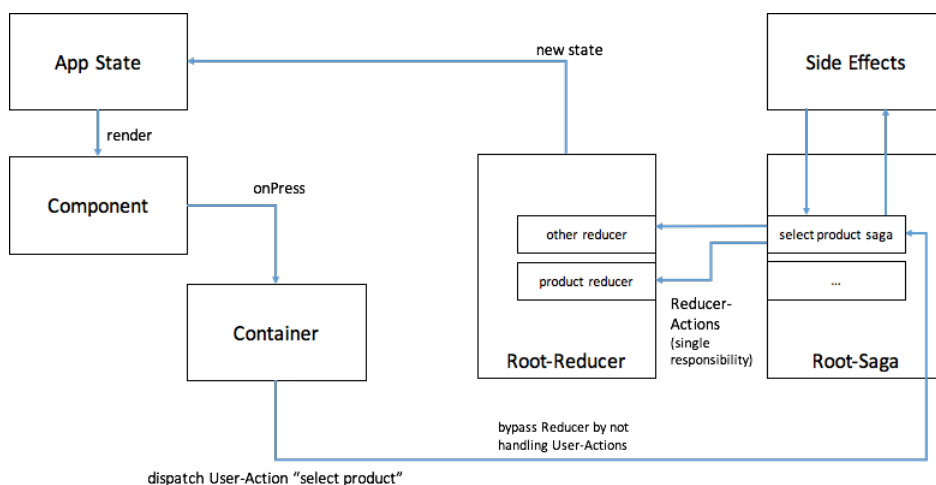 App State
new state
Side Effects
render
Component
onPress
other reducer
select product saga
product reducer
...
Container
Reducer-
Actions
(single
responsibility)
Root-Reducer
Root-Saga
bypass Reducer by not
handling User-Actions
dispatch User-Action “select product”